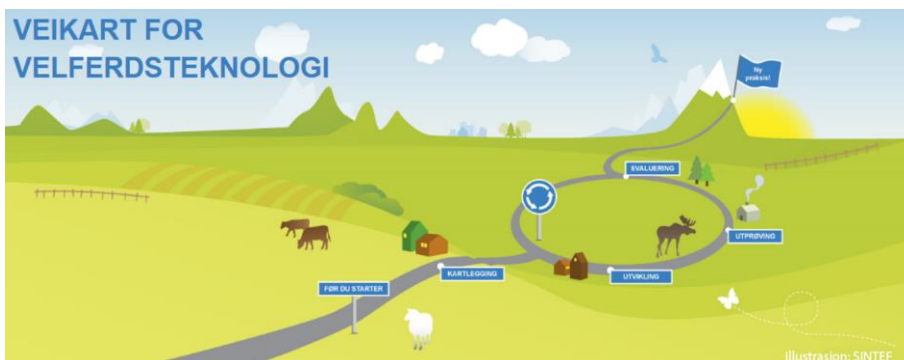 VEIKART FOR
VELFERDSTEKNOLOGI
Ny
praksis!
EVALUERING
UTPRØVING
UTVIKLING
KARTLEGGING
FØR DU STARTER
Illustrasjon: SINTEF